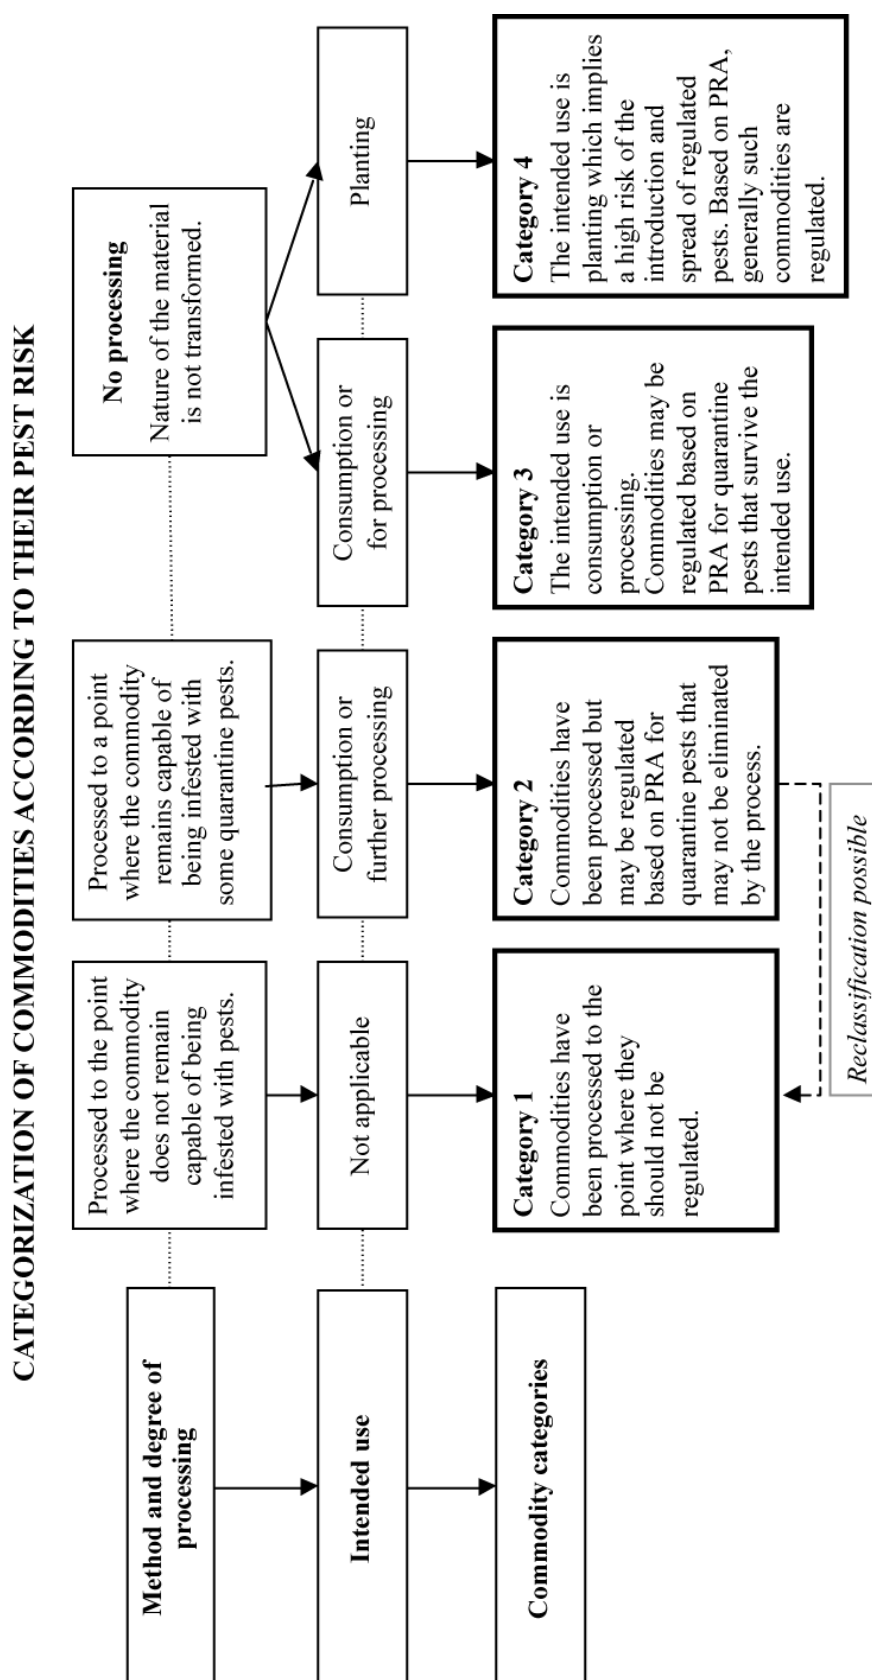 CATEGORIZATION OF COMMODITIES ACCORDING TO THEIR PEST RISK
Method and degree of
processing
Processed to the point
where the commodity
does not remain
capable of being
infested with pests.
Processed to a point
where the commodity
remains capable of
being infested with
some quarantine pests.
No processing
Nature of the material
is not transformed.
Intended use
Not applicable
Consumption or
further processing
Consumption or
for processing
Planting
Commodity categories
Category 1
Commodities have
been processed to the
point where they
should not be
regulated.
Category 2
Commodities have
been processed but
may be regulated
based on PRA for
quarantine pests that
may not be eliminated
by the process.
Category 3
The intended use is
consumption or
processing.
Commodities may be
regulated based on
PRA for quarantine
pests that survive the
intended use.
Category 4
The intended use is
planting which implies
a high risk of the
introduction and
spread of regulated
pests. Based on PRA,
generally such
commodities are
regulated.
Reclassification possible